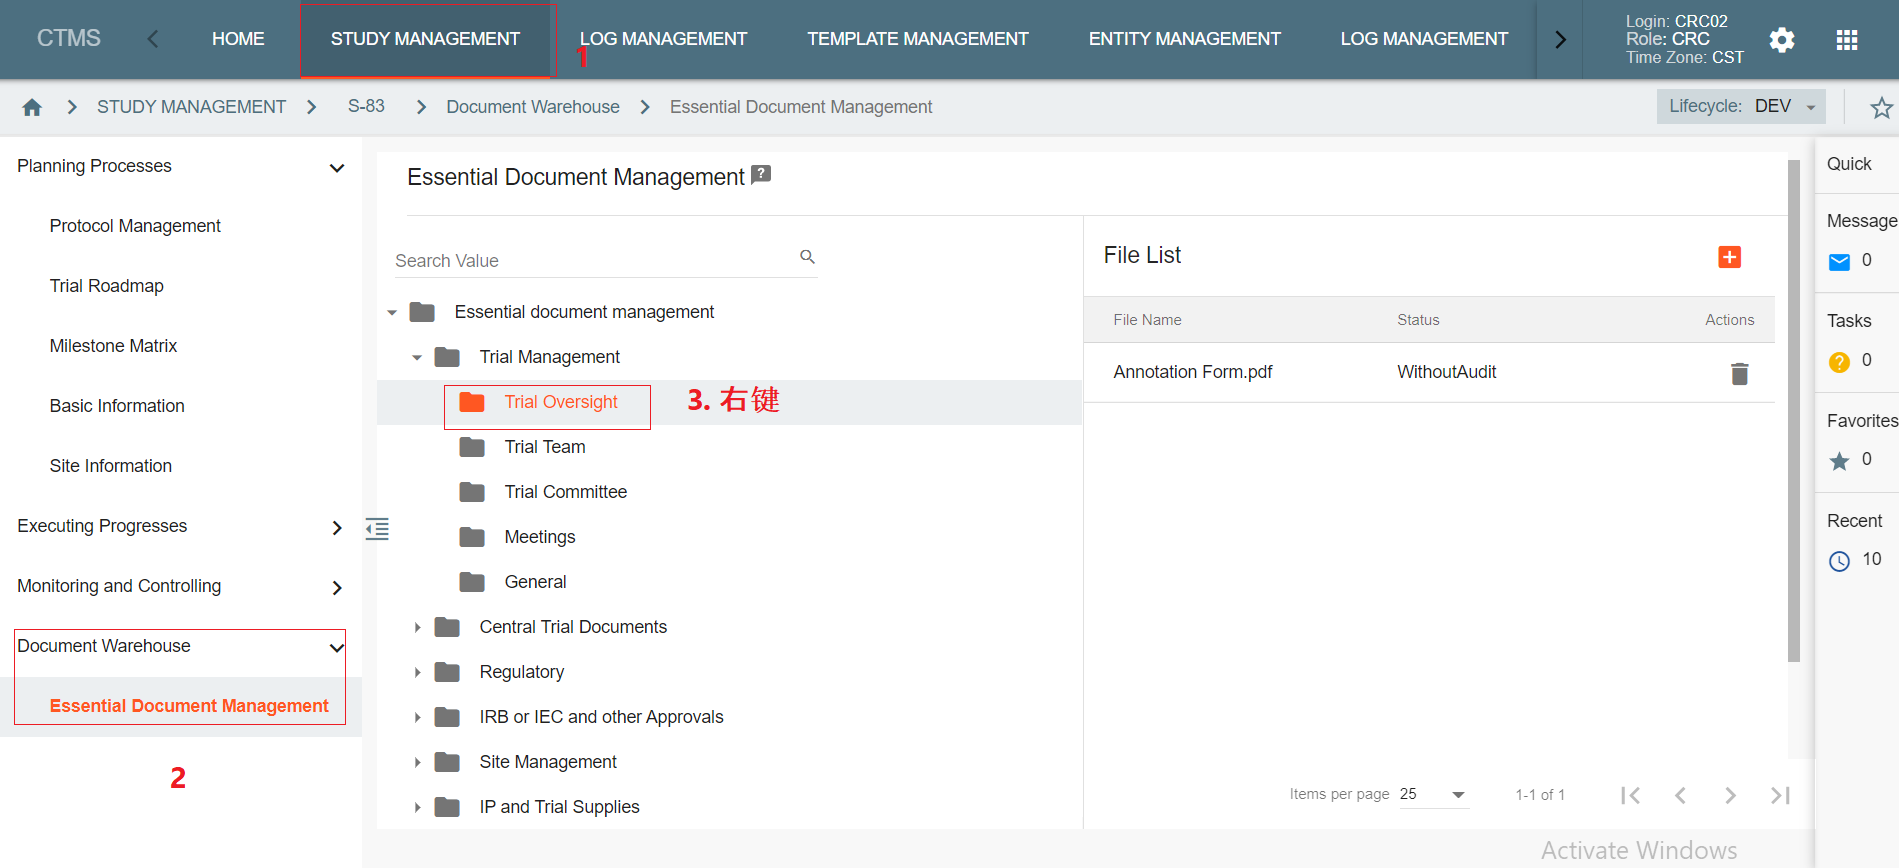 CTMS
HOME
STUDY MANAGEMENT
1
LOG MANAGEMENT
TEMPLATE MANAGEMENT
ENTITY MANAGEMENT
LOG MANAGEMENT
Login: CRC02
Role: CRC
Time Zone: CST
STUDY MANAGEMENT
S-83
Document Warehouse
Essential Document Management
Lifecycle: DEV
Planning Processes
Protocol Management
Trial Roadmap
Milestone Matrix
Basic Information
Site Information
Executing Progresses
Monitoring and Controlling
Document Warehouse
Essential Document Management
2
Essential Document Management
Search Value
Essential document management
Trial Management
Trial Oversight
3. 右键
Trial Team
Trial Committee
Meetings
General
Central Trial Documents
Regulatory
IRB or IEC and other Approvals
Site Management
IP and Trial Supplies
File List
File Name Status Actions
Annotation Form.pdf WithoutAudit
Items per page 25 1-1 of 1
Quick
Message
0
Tasks
0
Favorites
0
Recent
10
Activate Windows